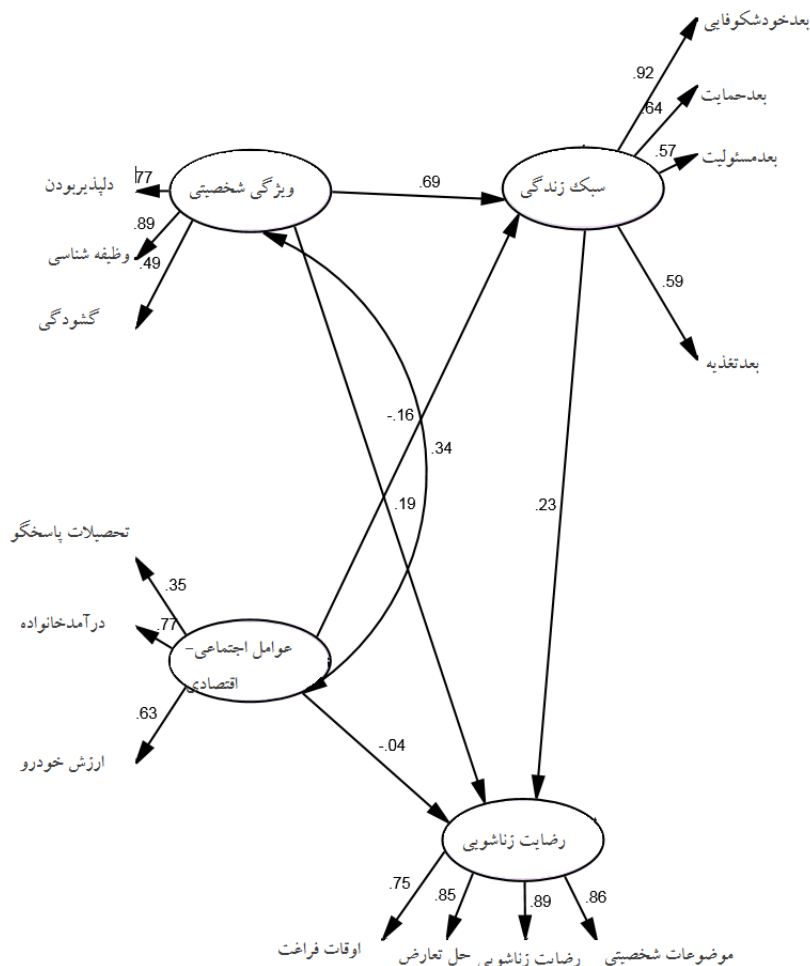 بعدخودشکوفایی
.92
بعدحمایت
.64
.57
بعدمسئولیت
سبک زندگی
ویژگی شخصیتی
.77
دلپذیربودن
.69
.89
وظیفه شناسی
.49
گشودگی
.59
بعدتغذیه
-.16
.34
.19
.23
تحصیلات پاسخگو
.35
درآمدخانواده
.77
عوامل اجتماعی-
اقتصادی
.63
ارزش خودرو
-.04
رضایت زناشویی
.86
.89
.85
.75
موضوعات شخصیتی
رضایت زناشویی
حل تعارض
اوقات فراغت